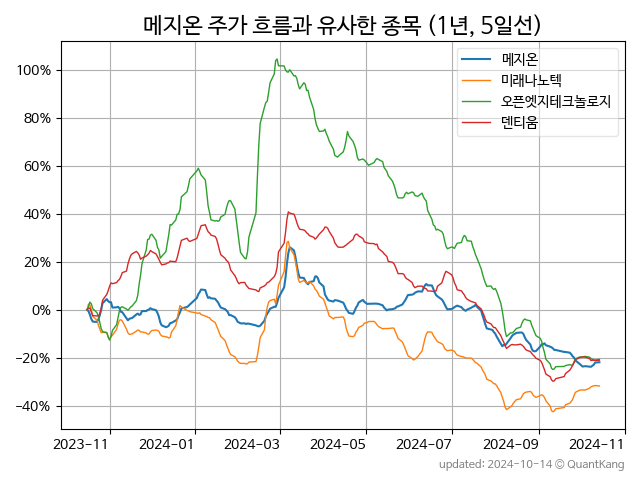 메지온 주가 흐름과 유사한 종목 (1년, 5일선)
메지온
미래나노텍
오픈엣지테크놀로지
덴티움
100%
80%
60%
40%
20%
0%
−20%
−40%
2023-11 2024-01 2024-03 2024-05 2024-07 2024-09 2024-11
updated: 2024-10-14 © QuantKang